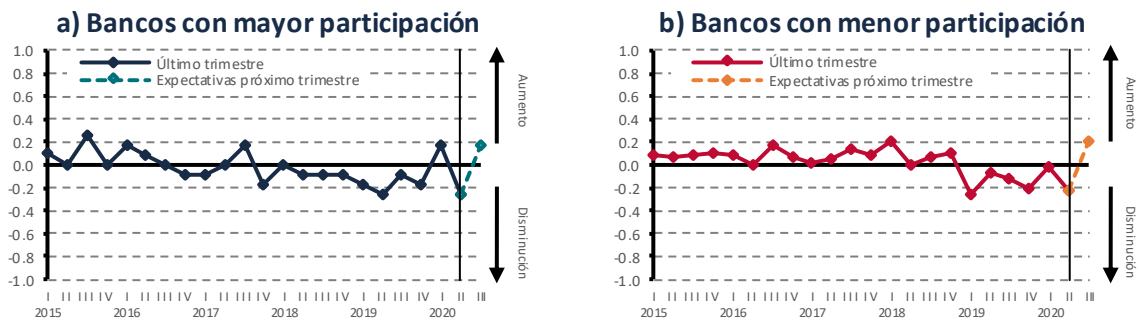 a) Bancos con mayor participación
1.0
0.8
0.6
0.4
0.2
0.0
-0.2
-0.4
-0.6
-0.8
-1.0
Último trimestre
Expectativas próximo trimestre
Aumento
Disminución
I II III IV I II III IV I II III IV I II III IV I II III IV I II III
2015 2016 2017 2018 2019 2020
b) Bancos con menor participación
1.0
0.8
0.6
0.4
0.2
0.0
-0.2
-0.4
-0.6
-0.8
-1.0
Último trimestre
Expectativas próximo trimestre
Aumento
Disminución
I II III IV I II III IV I II III IV I II III IV I II III IV I II III
2015 2016 2017 2018 2019 2020